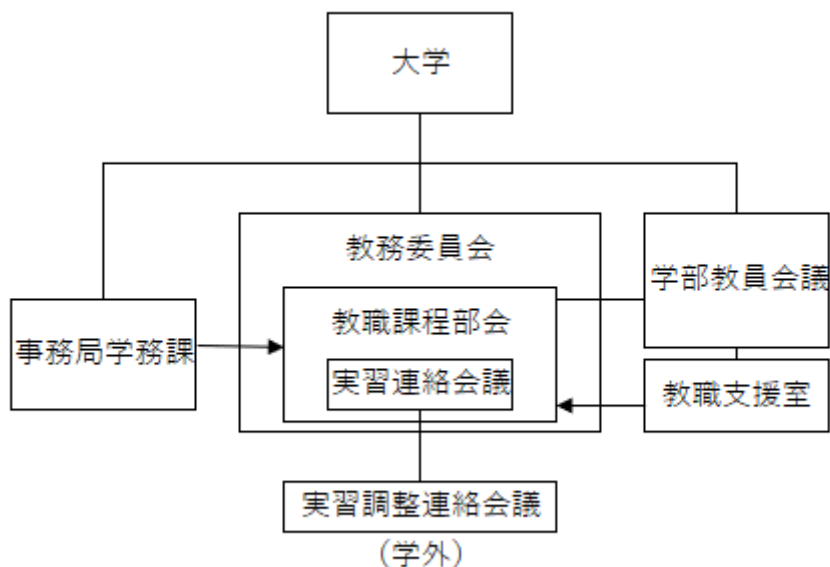 大学
教務委員会
学部教員会議
教職課程部会
事務局学務課
実習連絡会議
教職支援室
実習調整連絡会議
（学外）